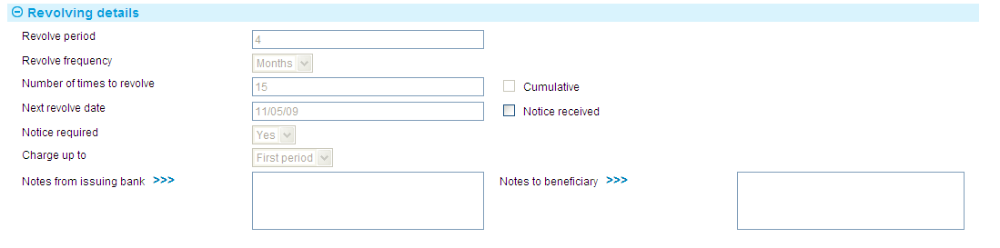 Revolving details
Revolve period 4
Revolve frequency Months
Number of times to revolve 15 Cumulative
Next revolve date 11/05/09 Notice received
Notice required Yes
Charge up to First period
Notes from issuing bank >>> Notes to beneficiary >>>